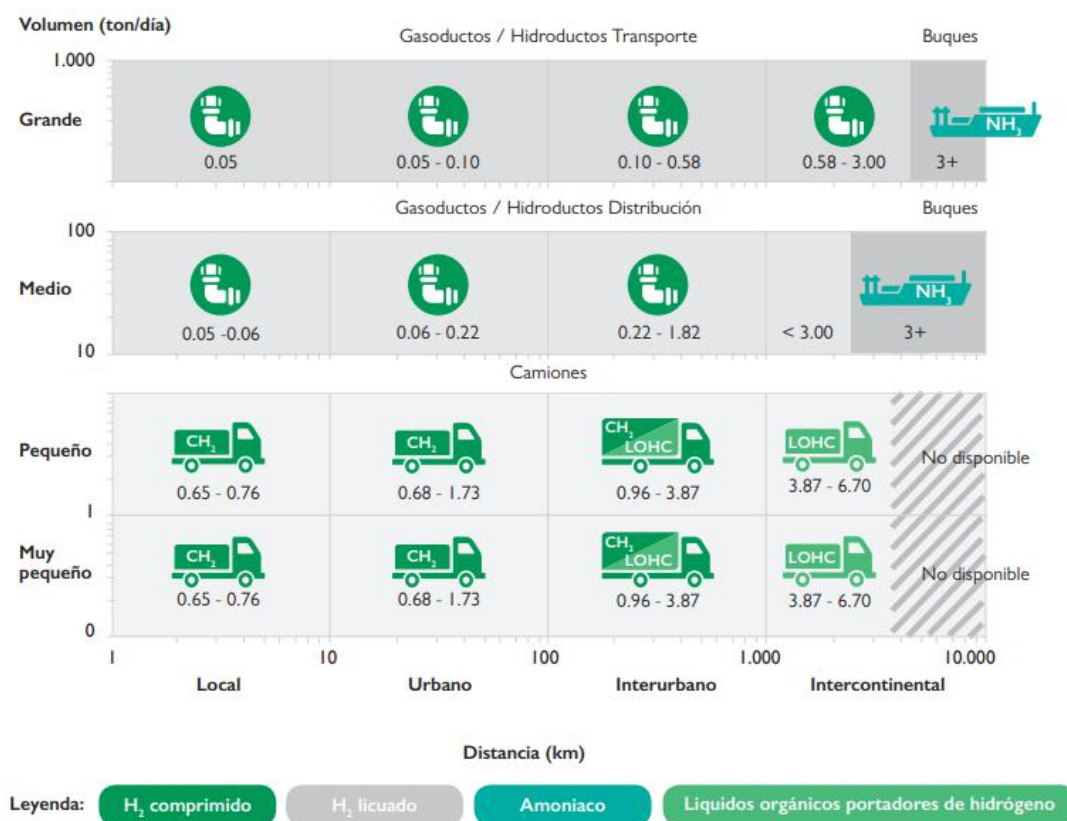 Volumen (ton/día)
Gasoductos / Hidroductos Transporte
Buques
1.000
Grande
NH3
0.05
0.05 - 0.10
0.10 - 0.58
0.58 - 3.00
3+
Gasoductos / Hidroductos Distribución
Buques
100
Medio
NH3
0.05 -0.06
0.06 - 0.22
0.22 - 1.82
< 3.00
3+
10
Camiones
Pequeño
CH2
CH2
CH2
LOHC
LOHC
No disponible
0.65 - 0.76
0.68 - 1.73
0.96 - 3.87
3.87 - 6.70
1
Muy
pequeño
CH2
CH2
CH2
LOHC
LOHC
No disponible
0.65 - 0.76
0.68 - 1.73
0.96 - 3.87
3.87 - 6.70
0
1
10
100
1.000
10.000
Local
Urbano
Interurbano
Intercontinental
Distancia (km)
Leyenda:
H2 comprimido
H2 licuado
Amoniaco
Liquidos orgánicos portadores de hidrógeno